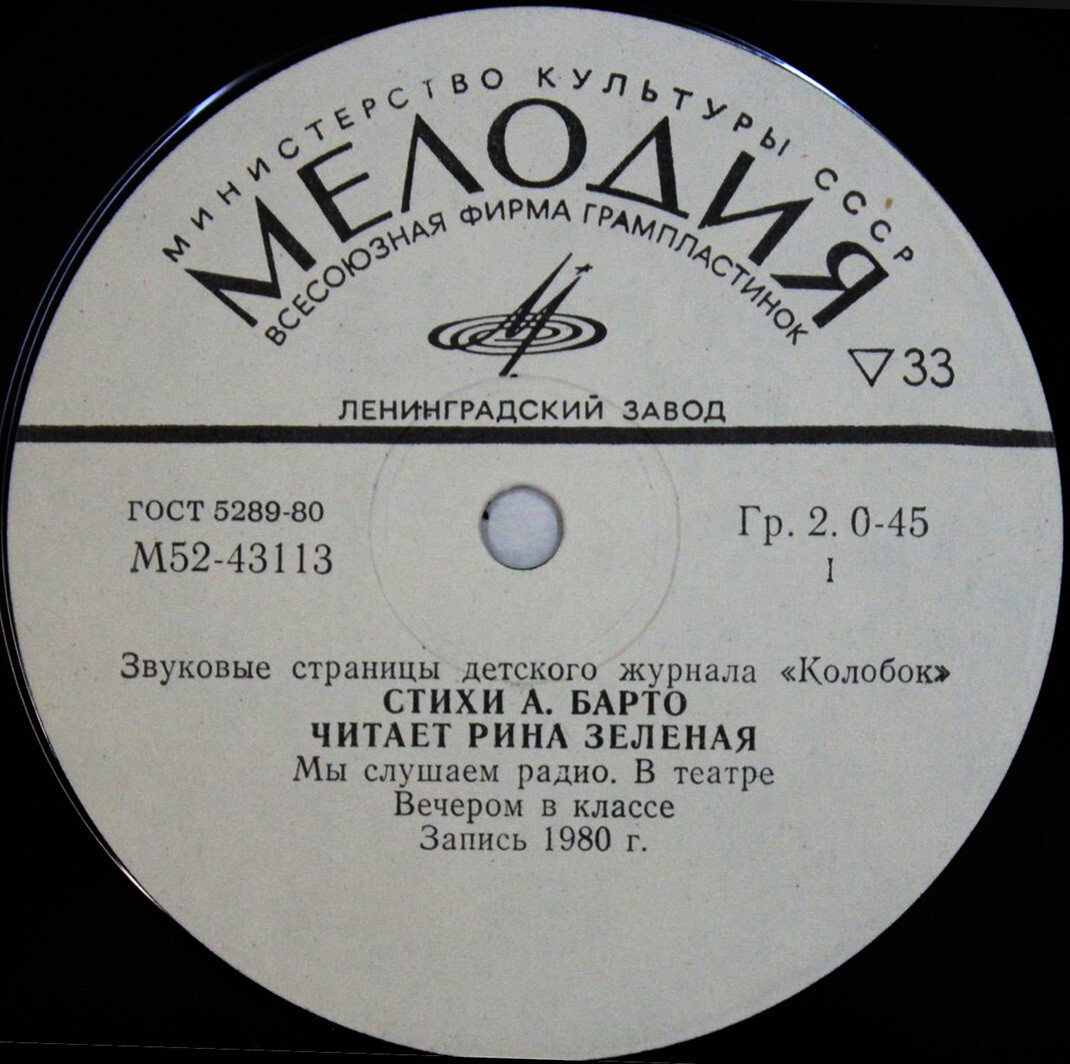 МИНИСТЕРСТВО КУЛЬТУРЫ СССР
МЕЛОДИЯ
ВСЕСОЮЗНАЯ ФИРМА ГРАМПЛАСТИНОК
33
ЛЕНИНГРАДСКИЙ ЗАВОД
ГОСТ 5289-80
М52-43113
Гр. 2. 0-45
I
Звуковые страницы детского журнала «Колобок»
СТИХИ А. БАРТО
ЧИТАЕТ РИНА ЗЕЛЕНАЯ
Мы слушаем радио. В театре
Вечером в классе
Запись 1980 г.